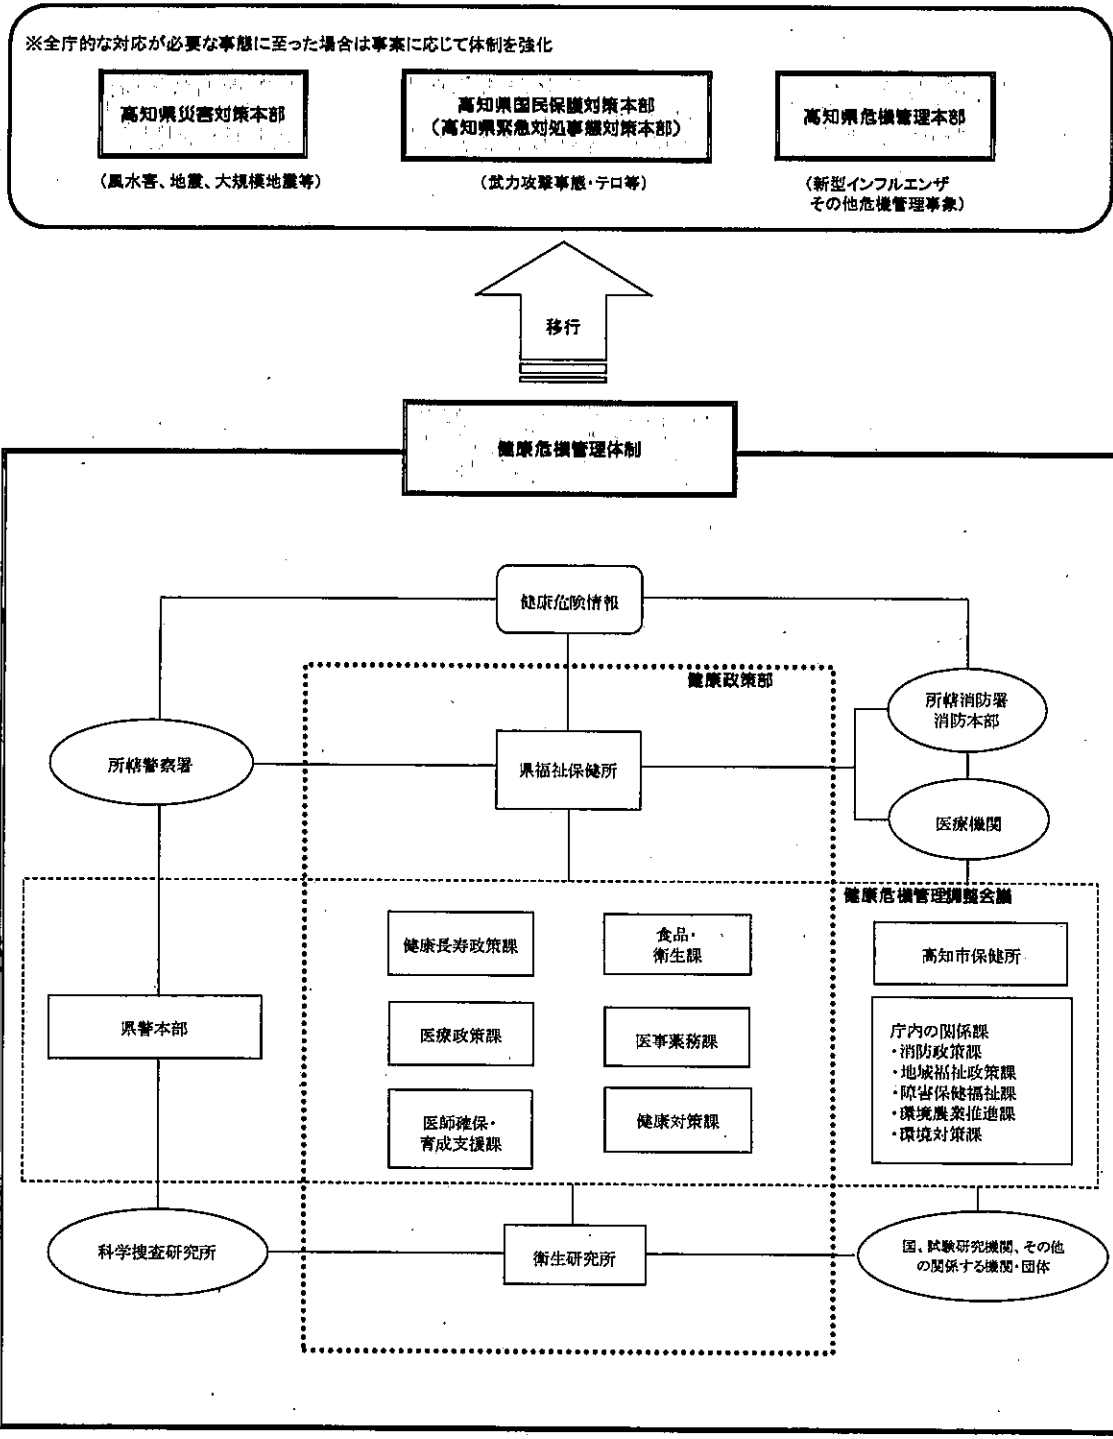 ※全庁的な対応が必要な事態に至った場合は事案に応じて体制を強化
高知県災害対策本部
(風水害、地震、大規模地震等)
高知県国民保護対策本部
(高知県緊急対処事態対策本部)
(武力攻撃事態・テロ等)
高知県危機管理本部
(新型インフルエンザ
その他危機管理事象)
移行
健康危機管理体制
健康危険情報
健康政策部
所轄消防署
消防本部
所轄警察署
県福祉保健所
医療機関
健康危機管理調整会議
健康長寿政策課
食品・
衛生課
高知市保健所
県警本部
医療政策課
医事薬務課
庁内の関係課
・消防政策課
・地域福祉政策課
・障害保健福祉課
・環境農業推進課
・環境対策課
医師確保・
育成支援課
健康対策課
科学捜査研究所
衛生研究所
国、試験研究機関、その他
の関係する機関・団体